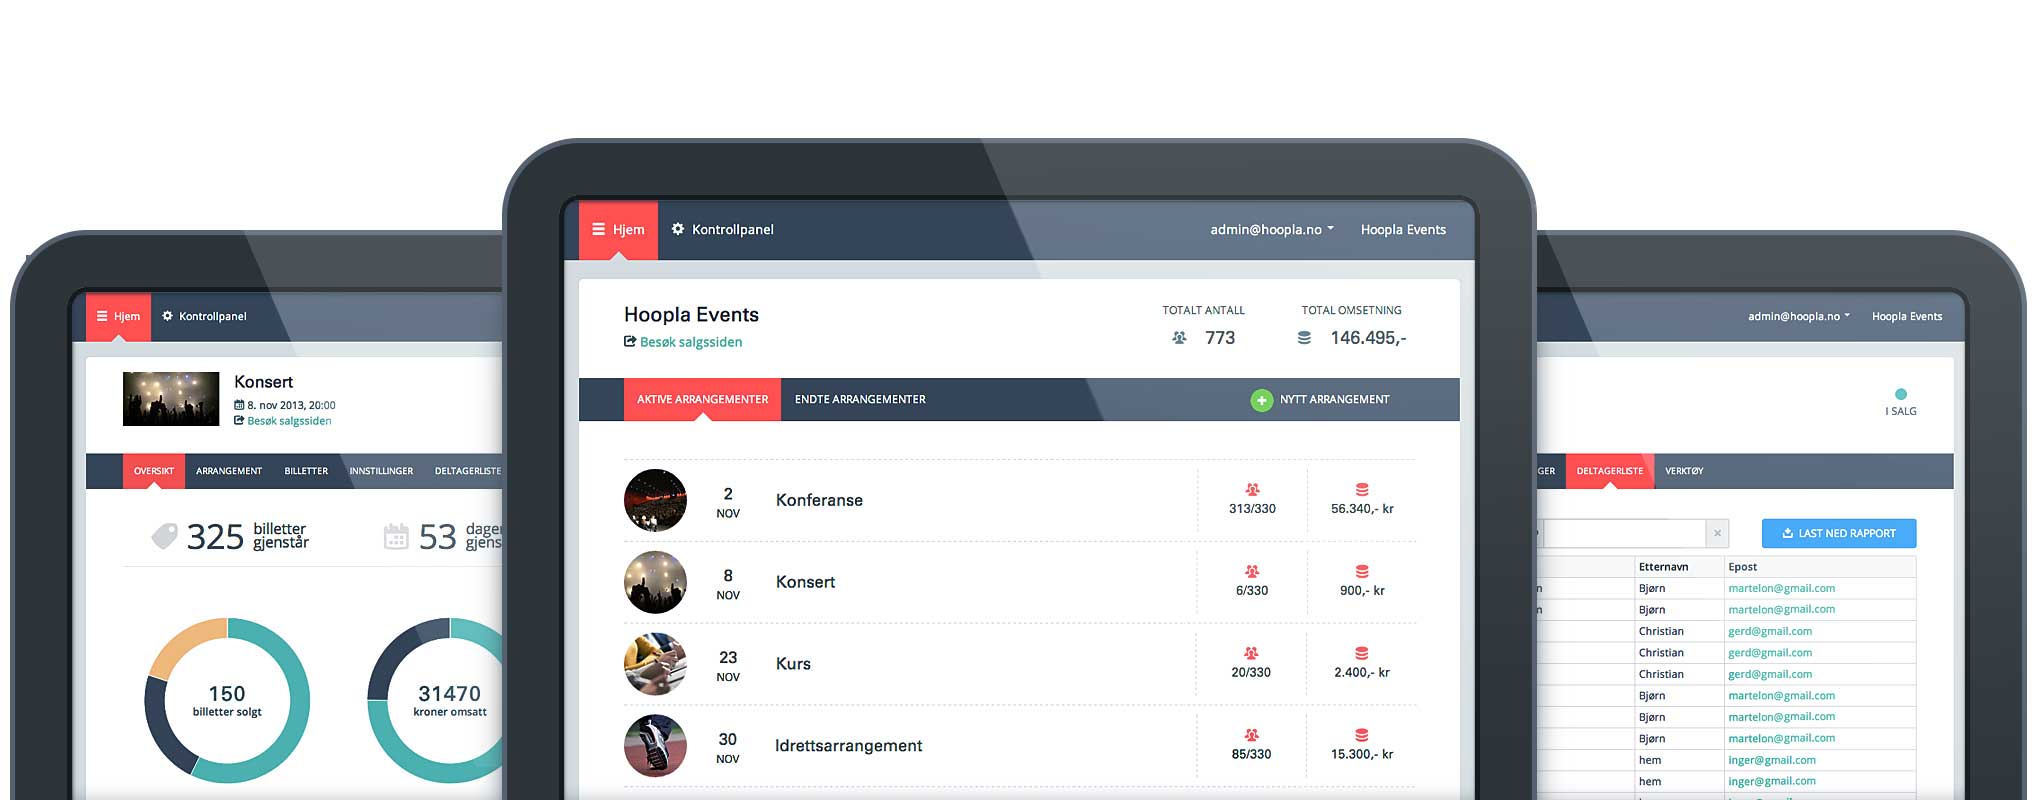 Hjem
Kontrollpanel
Konsert
8. nov 2013, 20:00
Besøk salgssiden
OVERSIKT ARRANGEMENT BILLETTER INNSTILLINGER DELTAGERLISTE
325 billetter gjenstår
53
150
billetter solgt
31470
kroner omsatt
Hjem
Kontrollpanel
admin@hoopla.no
Hoopla Events
Hoopla Events
Besøk salgssiden
TOTALT ANTALL
773
TOTAL OMSETNING
146.495,-
AKTIVE ARRANGEMENTER ENDTE ARRANGEMENTER NYTT ARRANGEMENT
2 NOV Konferanse 313/330 56.340,- kr
8 NOV Konsert 6/330 900,- kr
23 NOV Kurs 20/330 2.400,- kr
30 NOV Idrettsarrangement 85/330 15.300,- kr
admin@hoopla.no
Hoopla Events
I SALG
DELTAGERLISTE VERKTØY
LAST NED RAPPORT
Etternavn Epost
Bjørn martelon@gmail.com
Bjørn martelon@gmail.com
Christian gerd@gmail.com
Christian gerd@gmail.com
Christian gerd@gmail.com
Bjørn martelon@gmail.com
Bjørn martelon@gmail.com
Bjørn martelon@gmail.com
hem inger@gmail.com
hem inger@gmail.com